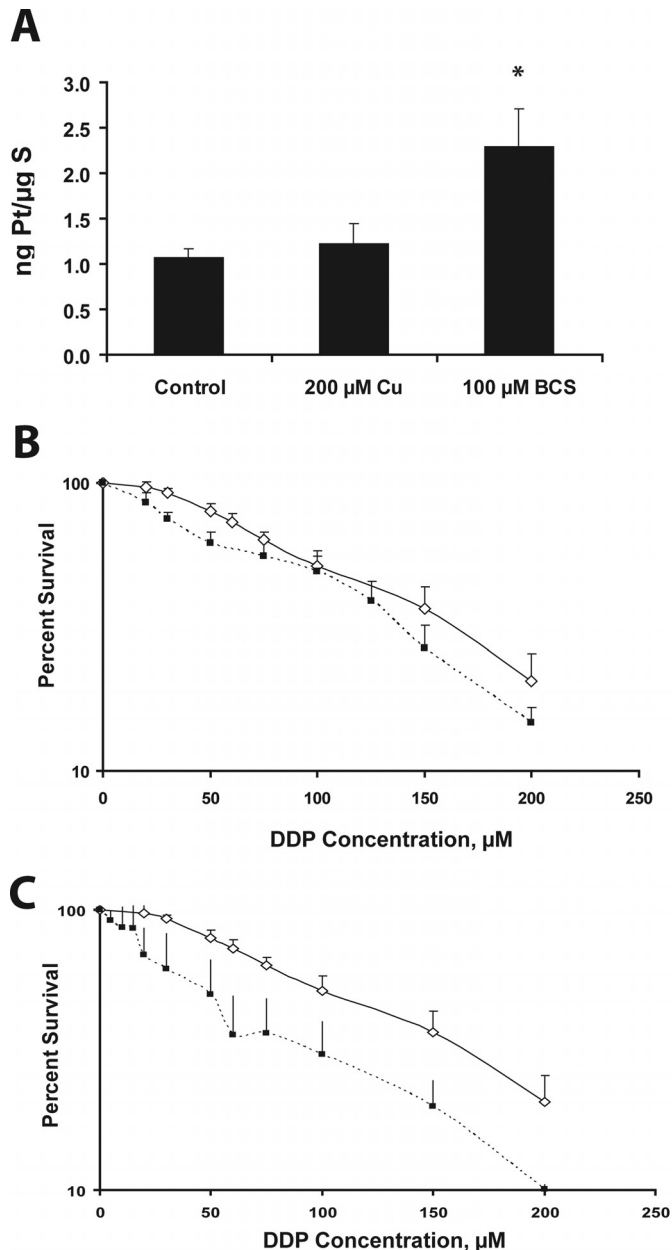 A
*
ng Pt/µg S
3.0
2.5
2.0
1.5
1.0
0.5
0.0
Control 200 µM Cu 100 µM BCS
B
Percent Survival
100
10
0 50 100 150 200 250
DDP Concentration, µM
C
Percent Survival
100
10
0 50 100 150 200 250
DDP Concentration, µM